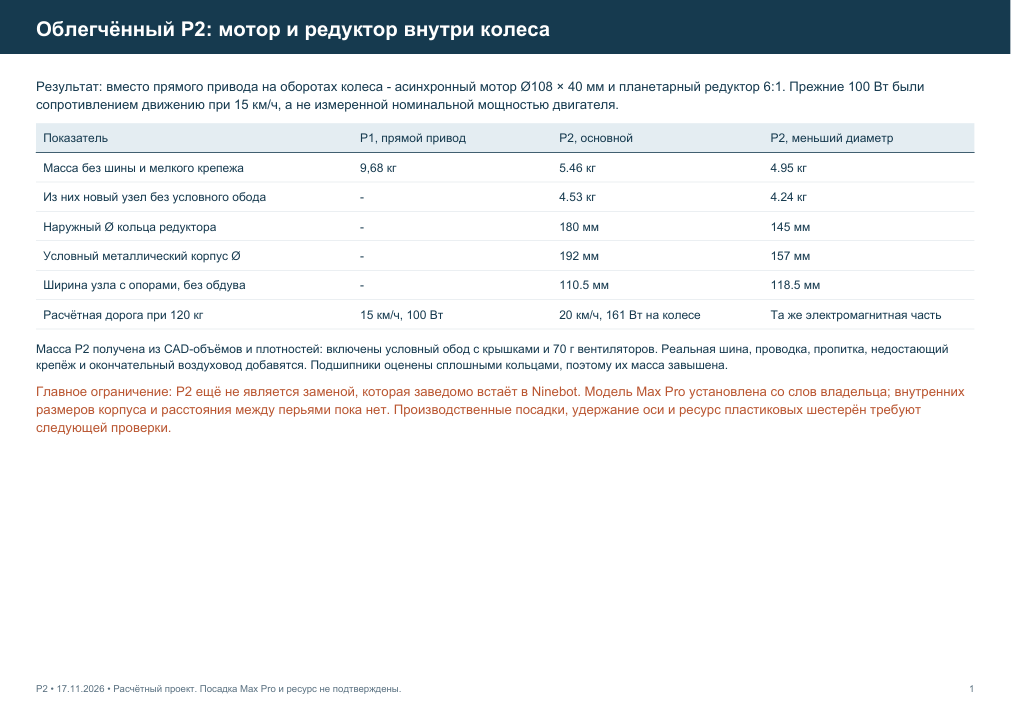 Облегчённый P2: мотор и редуктор внутри колеса
Результат: вместо прямого привода на оборотах колеса - асинхронный мотор Ø108 × 40 мм и планетарный редуктор 6:1. Прежние 100 Вт были
сопротивлением движению при 15 км/ч, а не измеренной номинальной мощностью двигателя.
Показатель P1, прямой привод P2, основной P2, меньший диаметр
Масса без шины и мелкого крепежа 9,68 кг 5.46 кг 4.95 кг
Из них новый узел без условного обода - 4.53 кг 4.24 кг
Наружный Ø кольца редуктора - 180 мм 145 мм
Условный металлический корпус Ø - 192 мм 157 мм
Ширина узла с опорами, без обдува - 110.5 мм 118.5 мм
Расчётная дорога при 120 кг 15 км/ч, 100 Вт 20 км/ч, 161 Вт на колесе Та же электромагнитная часть
Масса P2 получена из CAD-объёмов и плотностей: включены условный обод с крышками и 70 г вентиляторов. Реальная шина, проводка, пропитка, недостающий
крепёж и окончательный воздуховод добавятся. Подшипники оценены сплошными кольцами, поэтому их масса завышена.
Главное ограничение: P2 ещё не является заменой, которая заведомо встаёт в Ninebot. Модель Max Pro установлена со слов владельца; внутренних
размеров корпуса и расстояния между перьями пока нет. Производственные посадки, удержание оси и ресурс пластиковых шестерён требуют
следующей проверки.
P2 • 17.11.2026 • Расчётный проект. Посадка Max Pro и ресурс не подтверждены. 1